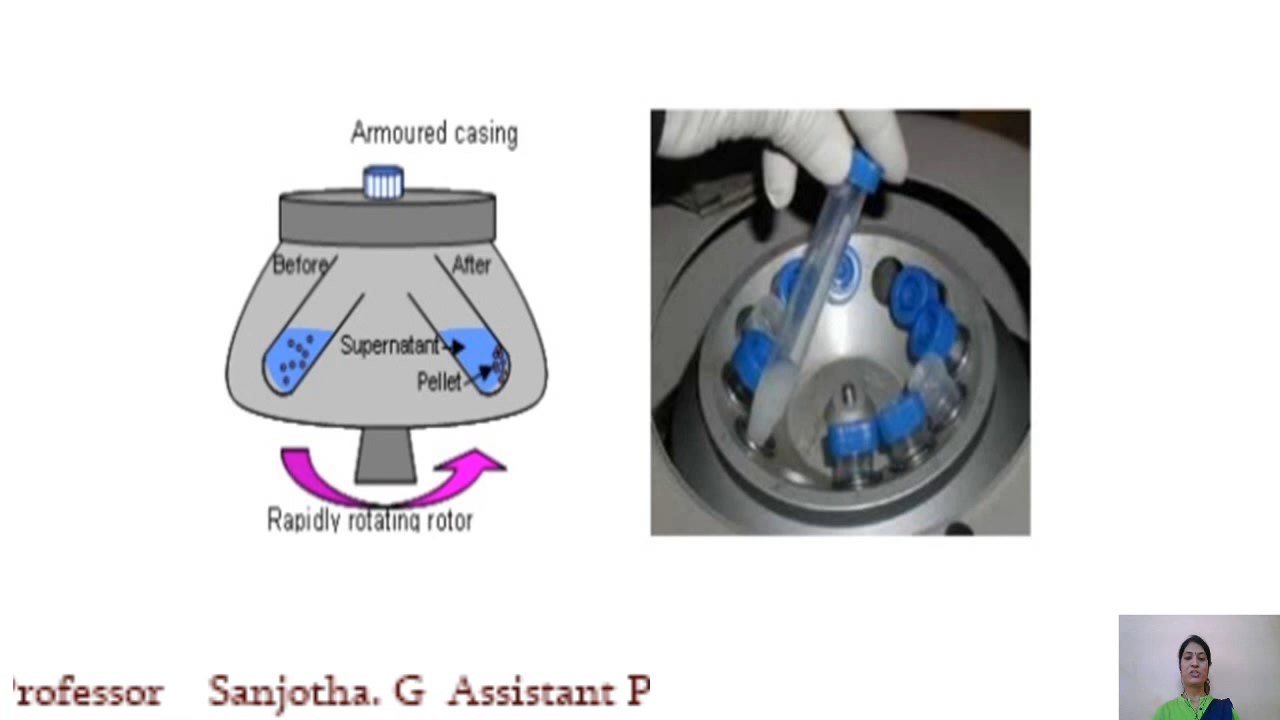 Armoured casing
Before After
Supernatant
Pellet
Rapidly rotating rotor
rofessor Sanjotha. G Assistant P